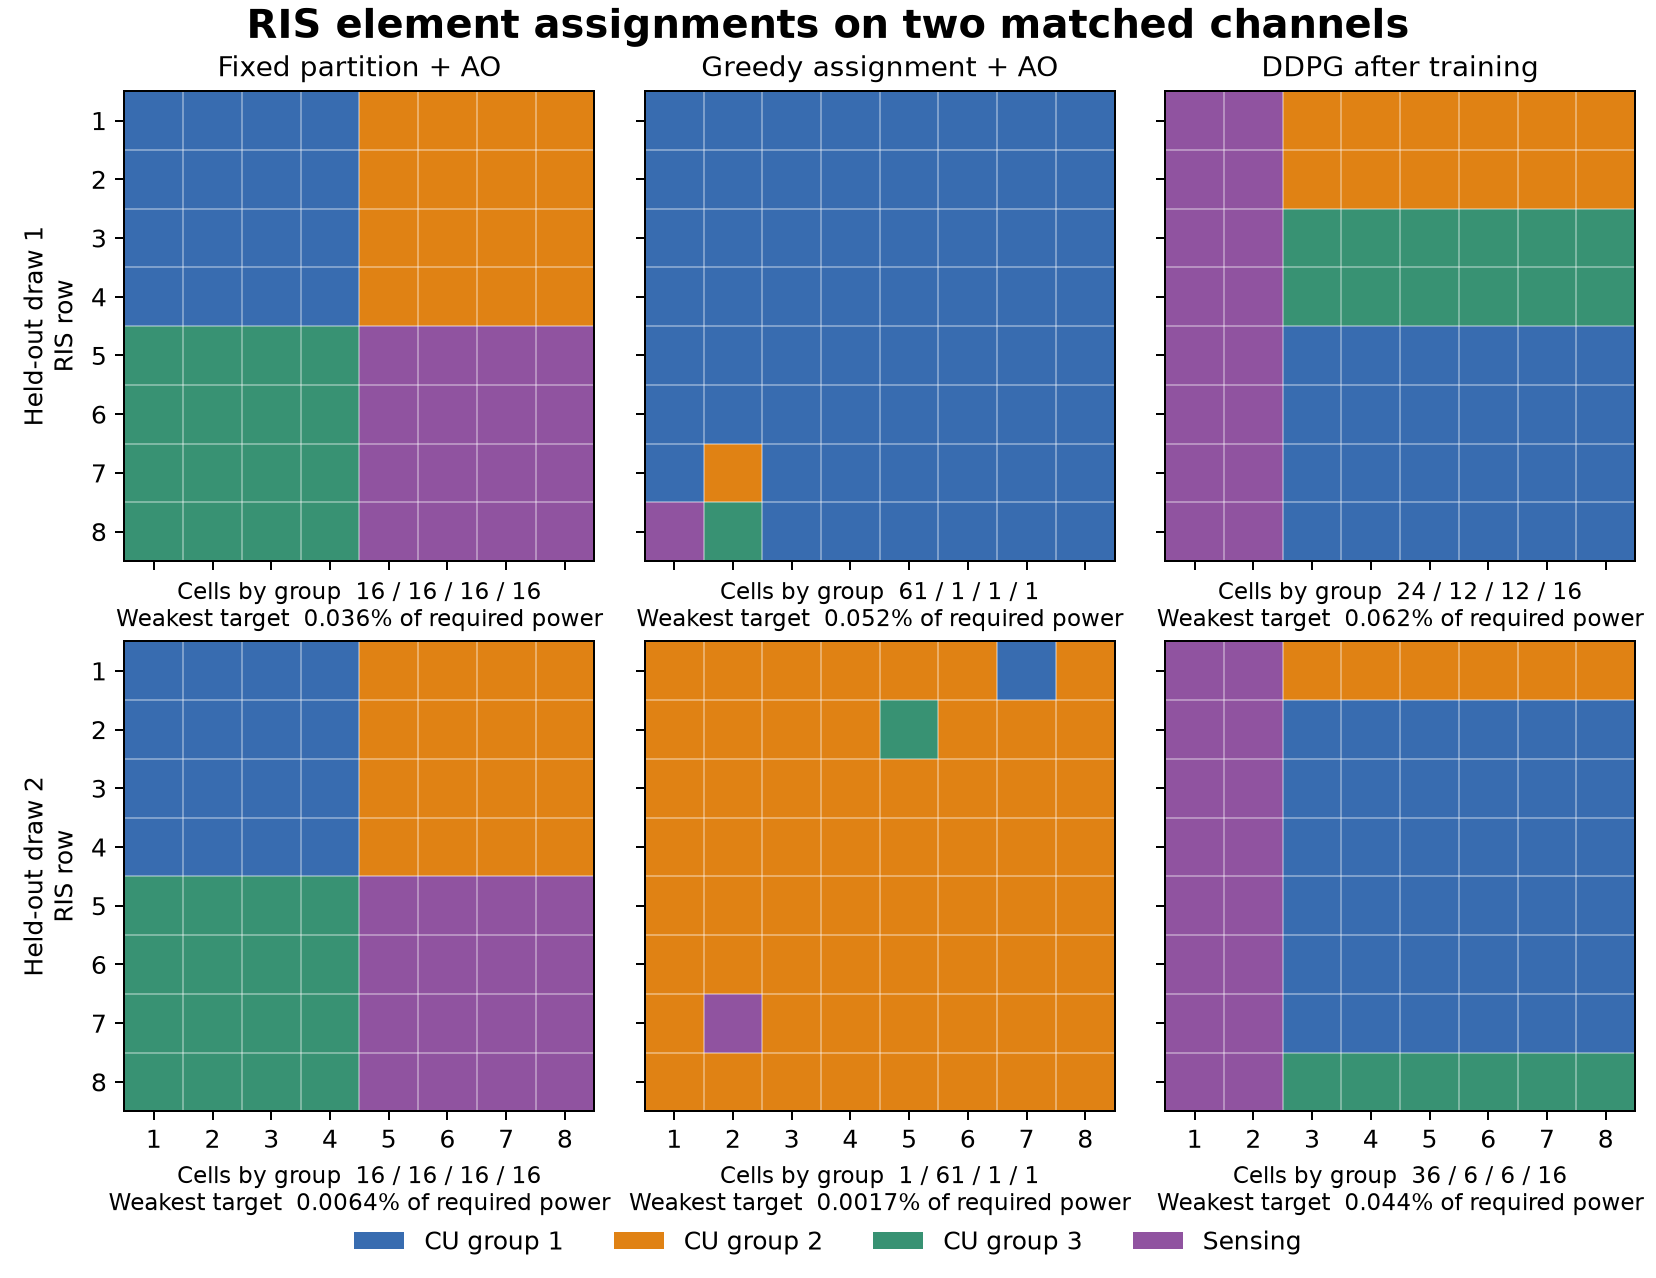 RIS element assignments on two matched channels
Fixed partition + AO
Greedy assignment + AO
DDPG after training
Held-out draw 1
RIS row
1
2
3
4
5
6
7
8
Cells by group 16 / 16 / 16 / 16
Weakest target 0.036% of required power
Cells by group 61 / 1 / 1 / 1
Weakest target 0.052% of required power
Cells by group 24 / 12 / 12 / 16
Weakest target 0.062% of required power
Held-out draw 2
RIS row
1
2
3
4
5
6
7
8
1 2 3 4 5 6 7 8
1 2 3 4 5 6 7 8
1 2 3 4 5 6 7 8
Cells by group 16 / 16 / 16 / 16
Weakest target 0.0064% of required power
Cells by group 1 / 61 / 1 / 1
Weakest target 0.0017% of required power
Cells by group 36 / 6 / 6 / 16
Weakest target 0.044% of required power
CU group 1
CU group 2
CU group 3
Sensing